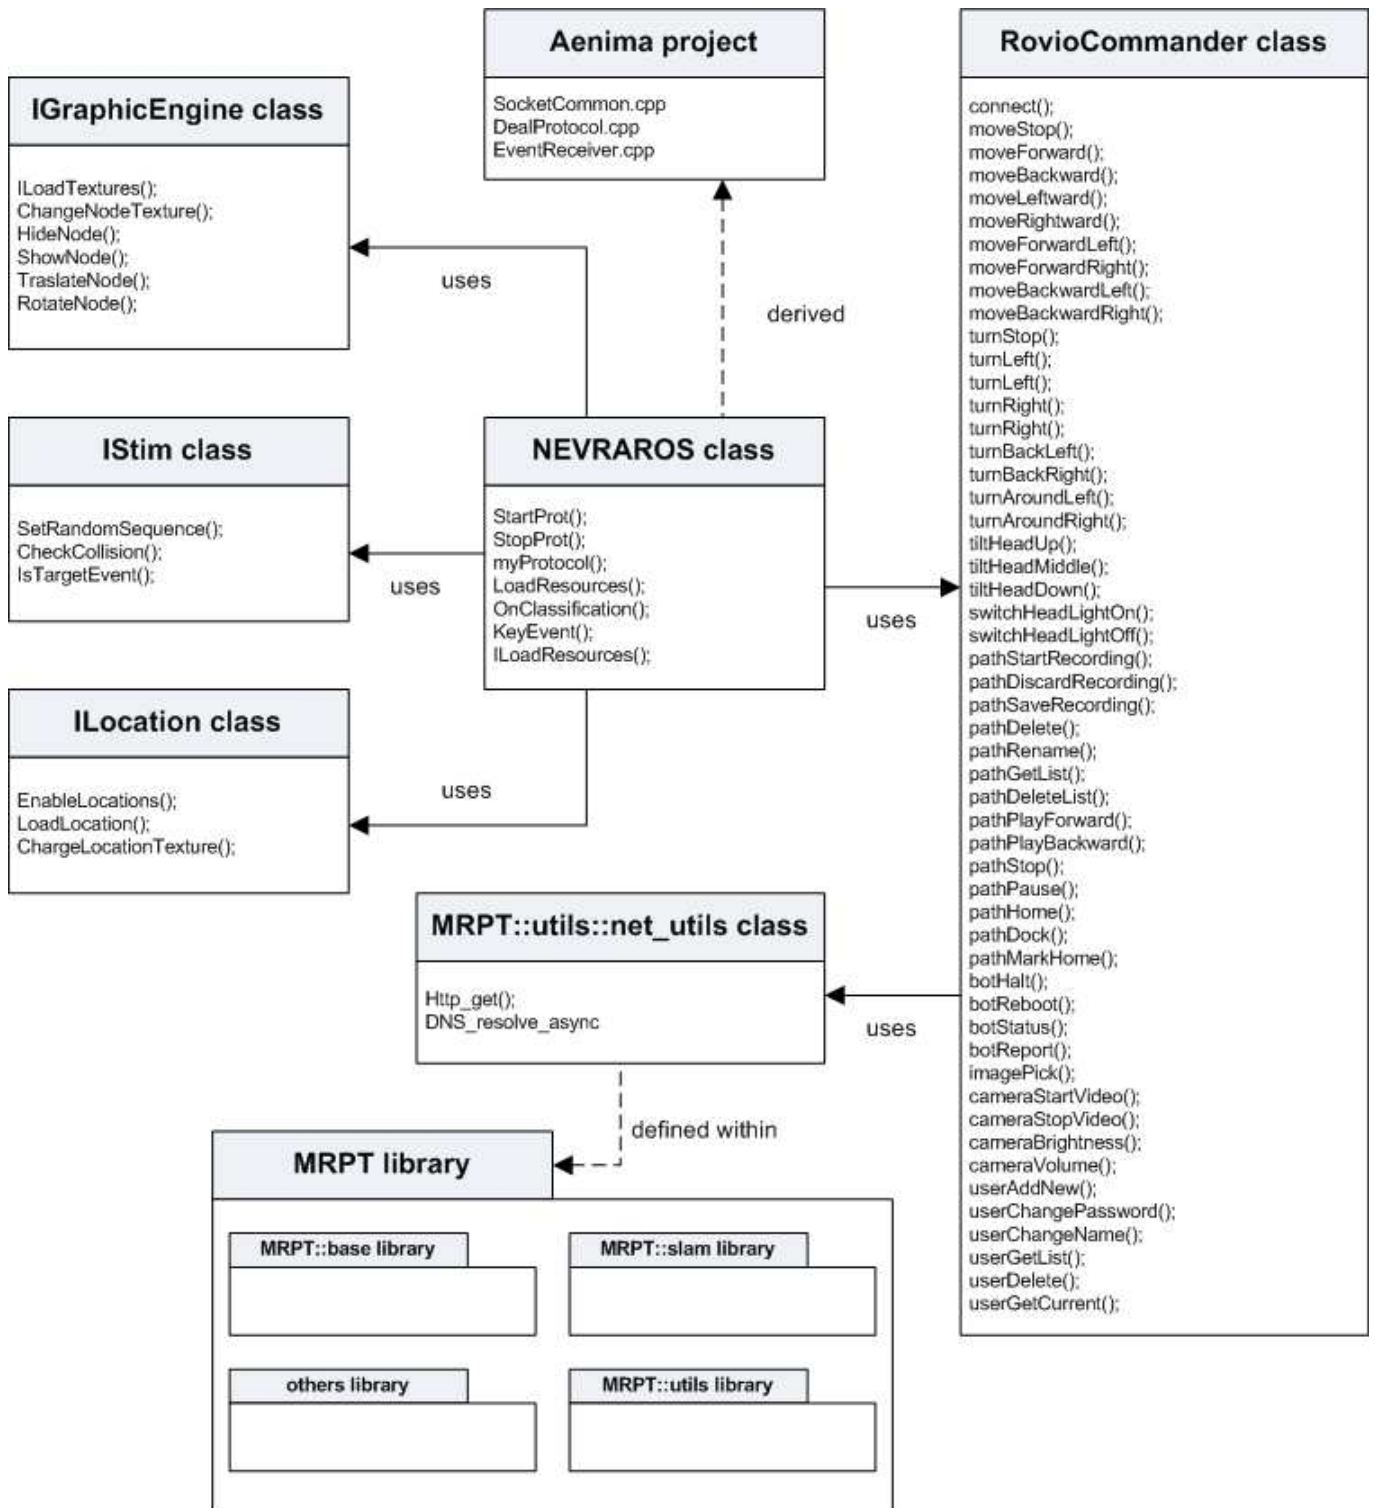 Aenima project
SocketCommon.cpp
DealProtocol.cpp
EventReceiver.cpp
IGraphicEngine class
ILoadTextures();
ChangeNodeTexture();
HideNode();
ShowNode();
TraslateNode();
RotateNode();
uses
derived
IStim class
SetRandomSequence();
CheckCollision();
IsTargetEvent();
uses
NEVRAROS class
StartProt();
StopProt();
myProtocol();
LoadResources();
OnClassification();
KeyEvent();
ILoadResources();
uses
ILocation class
EnableLocations();
LoadLocation();
ChargeLocationTexture();
uses
RovioCommander class
connect();
moveStop();
moveForward();
moveBackward();
moveLeftward();
moveRightward();
moveForwardLeft();
moveForwardRight();
moveBackwardLeft();
moveBackwardRight();
turnStop();
turnLeft();
turnLeft();
turnRight();
turnRight();
turnBackLeft();
turnBackRight();
turnAroundLeft();
turnAroundRight();
tiltHeadUp();
tiltHeadMiddle();
tiltHeadDown();
switchHeadLightOn();
switchHeadLightOff();
pathStartRecording();
pathDiscardRecording();
pathSaveRecording();
pathDelete();
pathRename();
pathGetList();
pathDeleteList();
pathPlayForward();
pathPlayBackward();
pathStop();
pathPause();
pathHome();
pathDock();
pathMarkHome();
botHalt();
botReboot();
botStatus();
botReport();
imagePick();
cameraStartVideo();
cameraStopVideo();
cameraBrightness();
cameraVolume();
userAddNew();
userChangePassword();
userChangeName();
userGetList();
userDelete();
userGetCurrent();
MRPT::utils::net_utils class
Http_get();
DNS_resolve_async
uses
defined within
MRPT library
MRPT::base library
MRPT::slam library
others library
MRPT::utils library